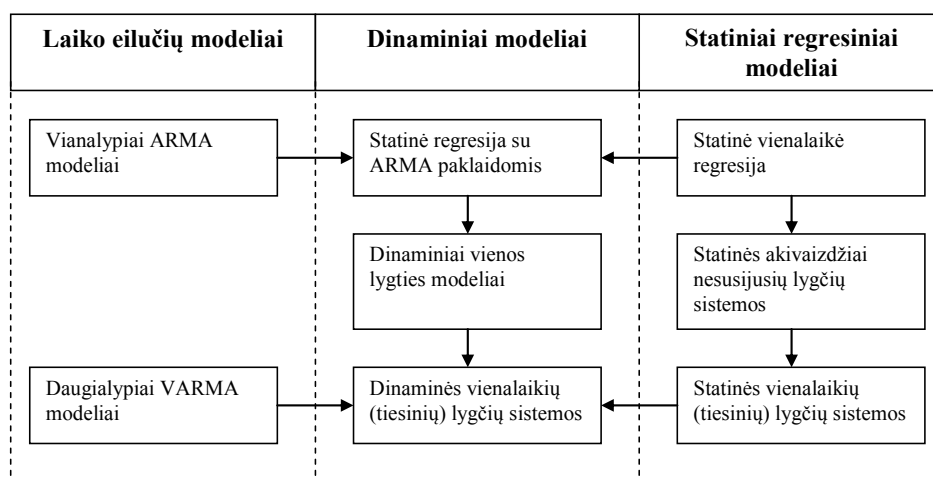 Laiko eilučių modeliai
Dinaminiai modeliai
Statiniai regresiniai
modeliai
Vianalypiai ARMA
modeliai
Statinė regresija su
ARMA paklaidomis
Statinė vienalaikė
regresija
Dinaminiai vienos
lygties modeliai
Statinės akivaizdžiai
nesusijusių lygčių
sistemos
Daugialypiai VARMA
modeliai
Dinaminės vienalaikių
(tiesinių) lygčių sistemos
Statinės vienalaikių
(tiesinių) lygčių sistemos